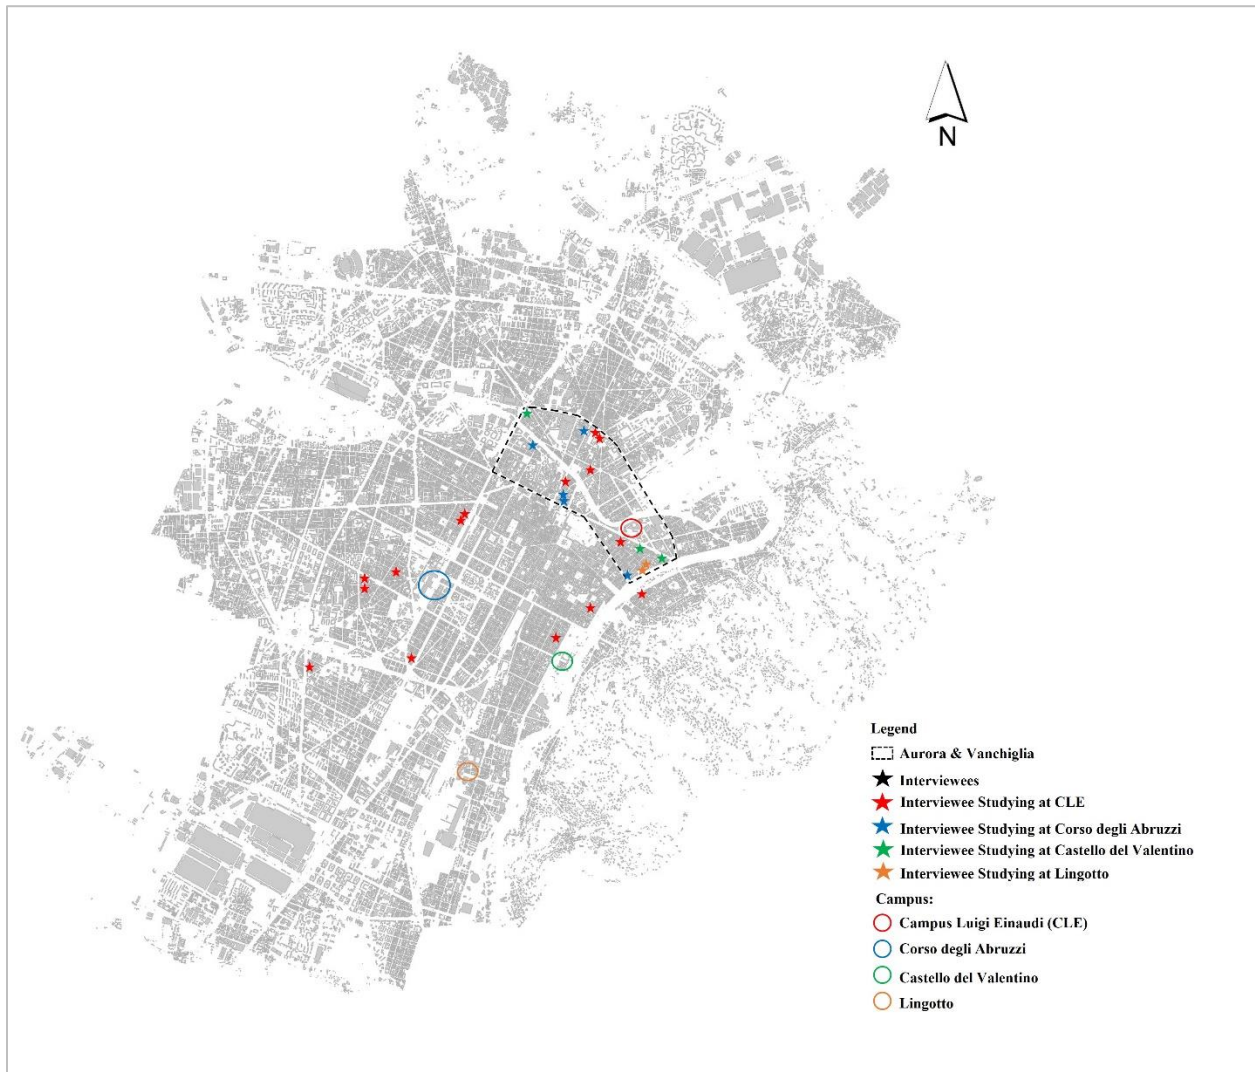 N
Legend
Aurora & Vanchiglia
Interviewees
Interviewee Studying at CLE
Interviewee Studying at Corso degli Abruzzi
Interviewee Studying at Castello del Valentino
Interviewee Studying at Lingotto
Campus:
Campus Luigi Einaudi (CLE)
Corso degli Abruzzi
Castello del Valentino
Lingotto